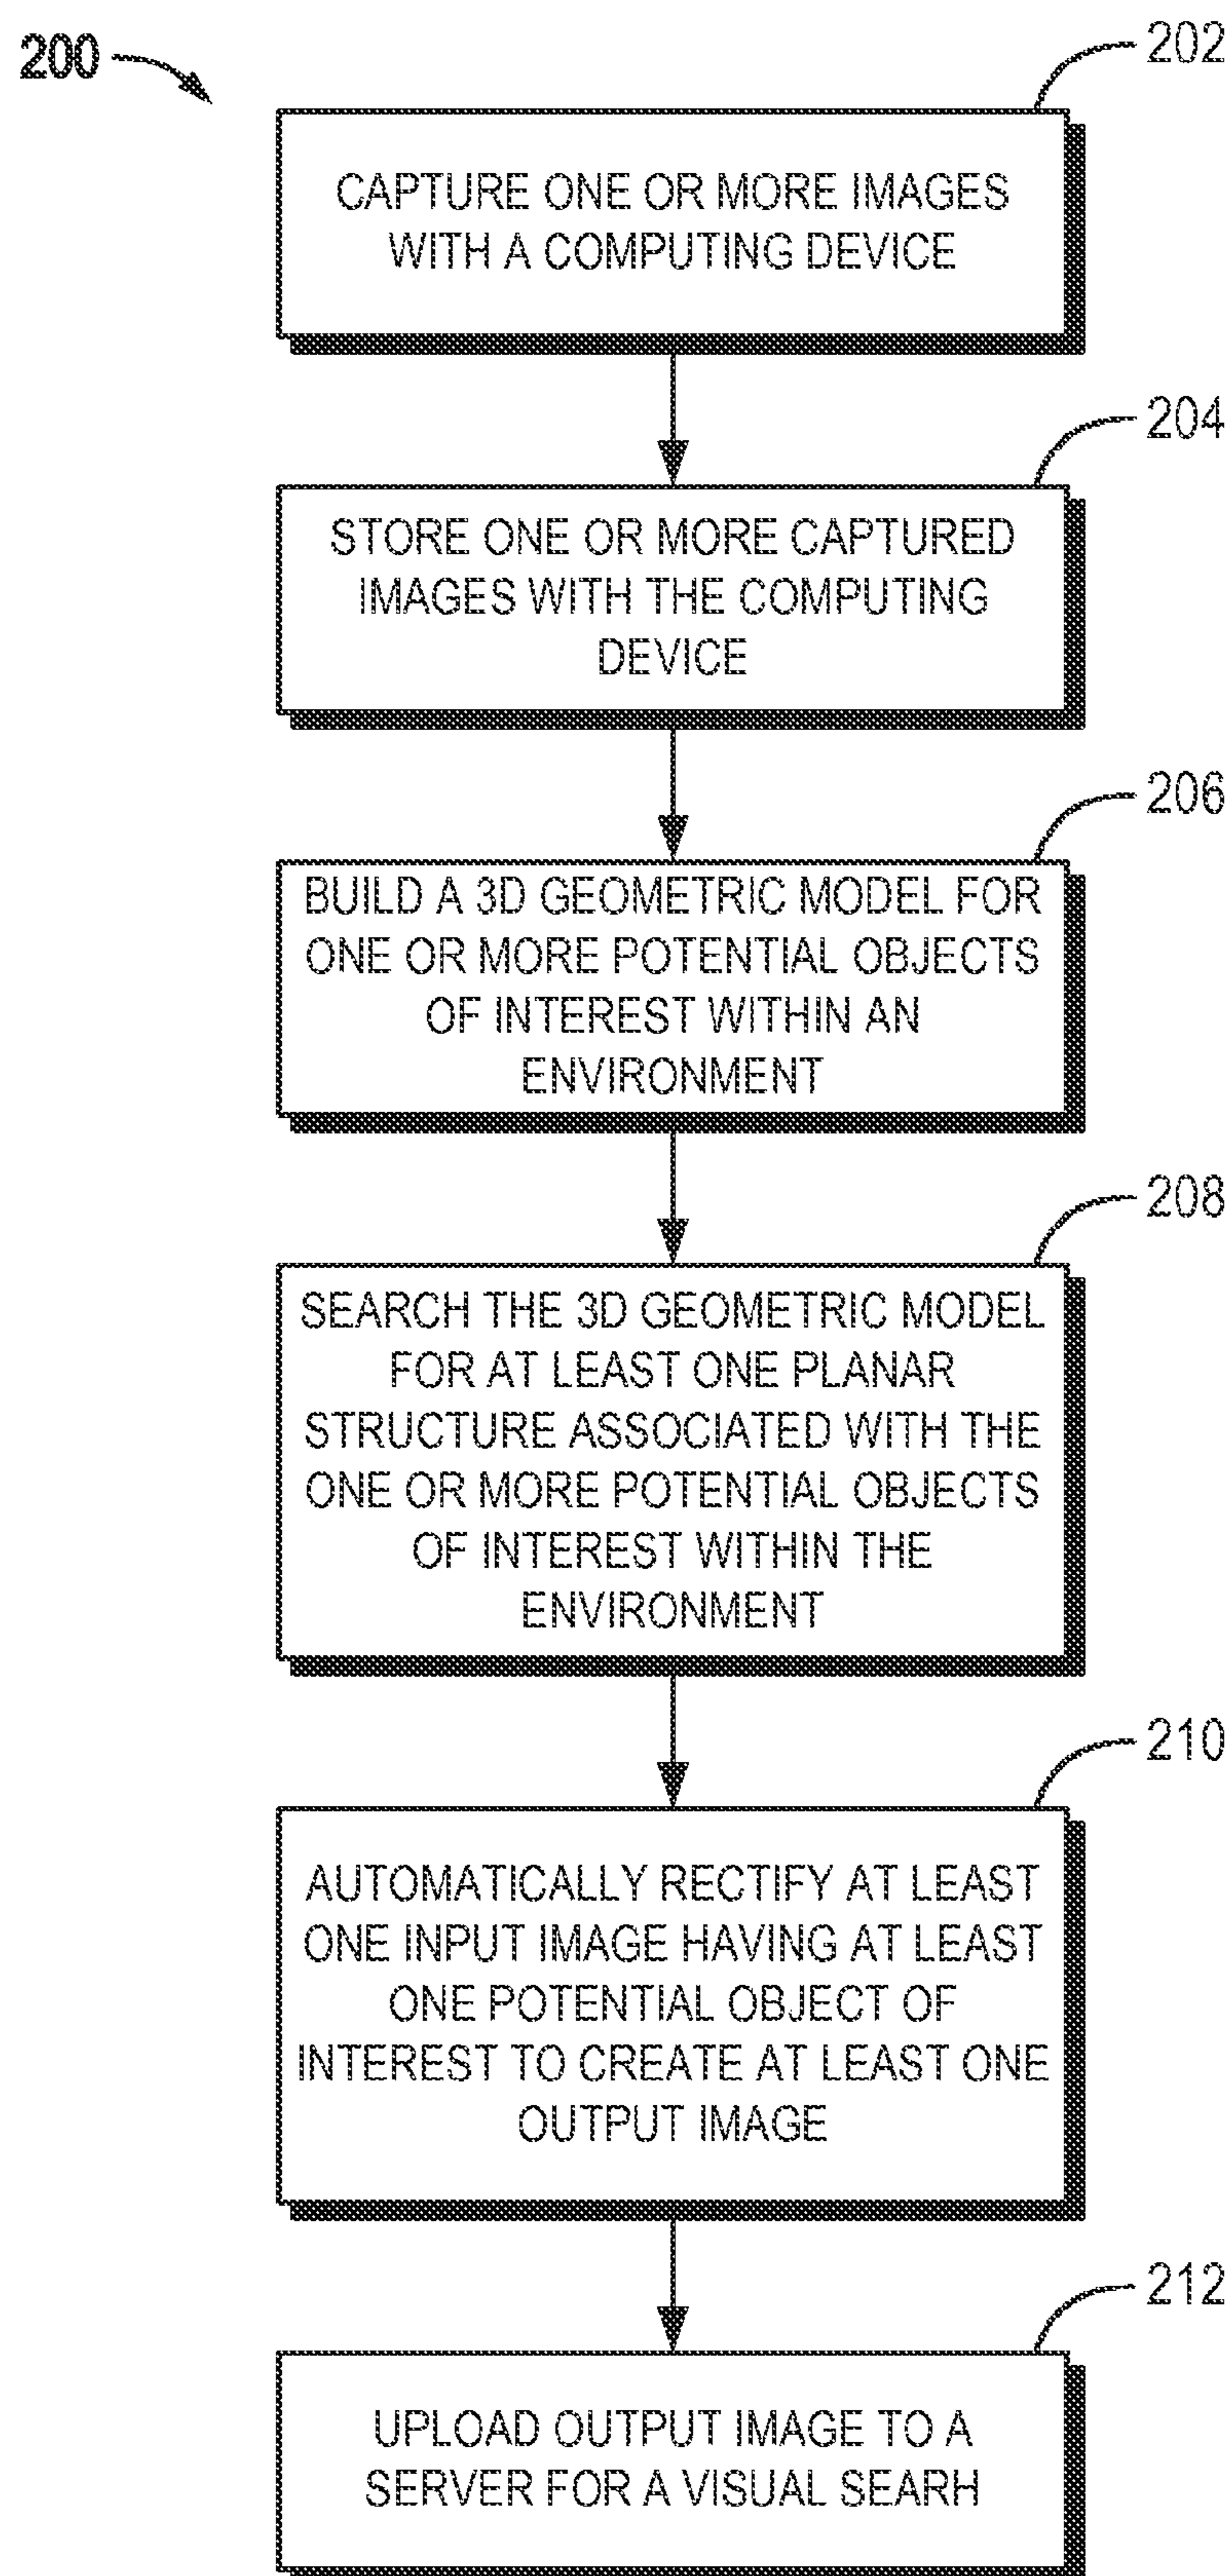 200
202
CAPTURE ONE OR MORE IMAGES
WITH A COMPUTING DEVICE
204
STORE ONE OR MORE CAPTURED
IMAGES WITH THE COMPUTING
DEVICE
206
BUILD A 3D GEOMETRIC MODEL FOR
ONE OR MORE POTENTIAL OBJECTS
OF INTEREST WITHIN AN
ENVIRONMENT
208
SEARCH THE 3D GEOMETRIC MODEL
FOR AT LEAST ONE PLANAR
STRUCTURE ASSOCIATED WITH THE
ONE OR MORE POTENTIAL OBJECTS
OF INTEREST WITHIN THE
ENVIRONMENT
210
AUTOMATICALLY RECTIFY AT LEAST
ONE INPUT IMAGE HAVING AT LEAST
ONE POTENTIAL OBJECT OF
INTEREST TO CREATE AT LEAST ONE
OUTPUT IMAGE
212
UPLOAD OUTPUT IMAGE TO A
SERVER FOR A VISUAL SEARH